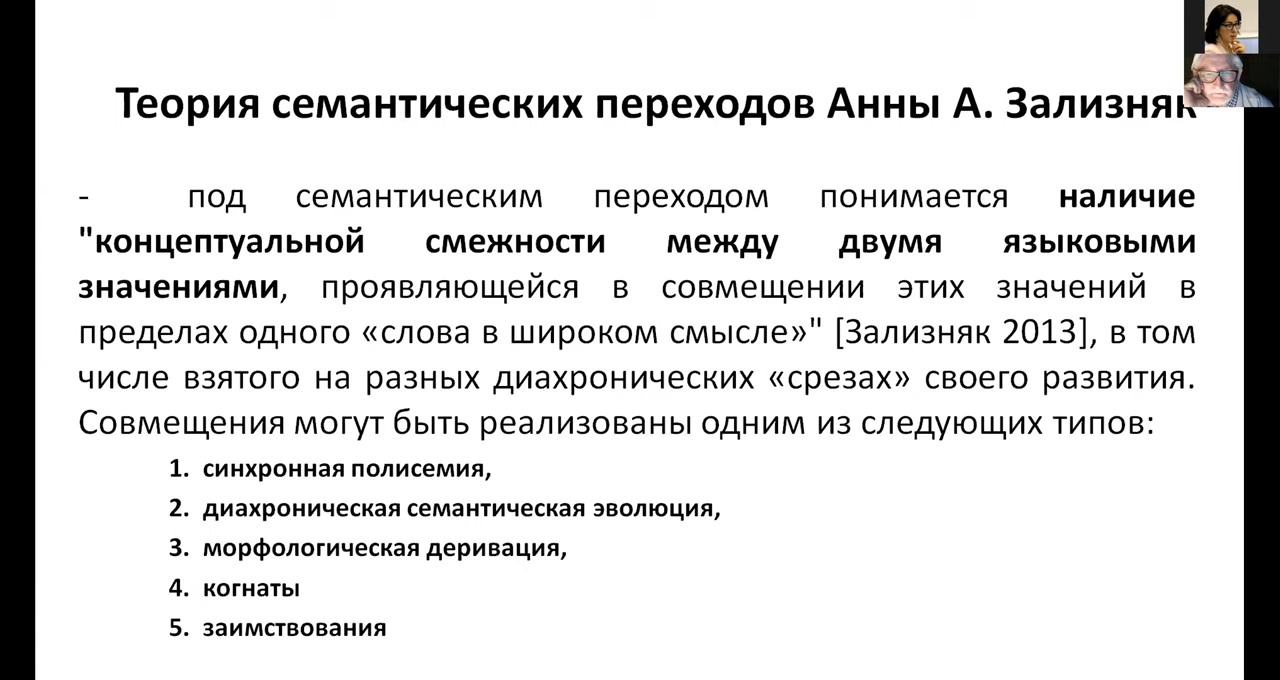 Теория семантических переходов Анны А. Зализняк
- под семантическим переходом понимается наличие
"концептуальной смежности между двумя языковыми
значениями, проявляющейся в совмещении этих значений в
пределах одного «слова в широком смысле»" [Зализняк 2013], в том
числе взятого на разных диахронических «срезах» своего развития.
Совмещения могут быть реализованы одним из следующих типов:
1. синхронная полисемия,
2. диахроническая семантическая эволюция,
3. морфологическая деривация,
4. когнаты
5. заимствования